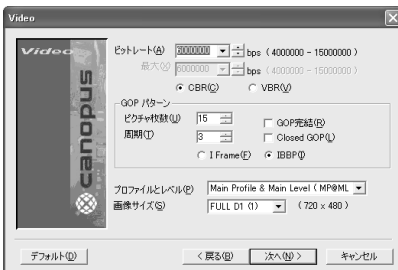 Video
Video
canopus
ビットレート(A) 8000000 bps ( 4000000 - 15000000 )
最大(X) 6000000 bps ( 4000000 - 15000000 )
CBR(C) VBR(V)
GOP パターン
ピクチャ枚数(U) 15 GOP完結(R)
周期(T) 3 Closed GOP(L)
I Frame(F) IBBP(I)
プロファイルとレベル(P) Main Profile & Main Level ( MP@ML
画像サイズ(S) FULL D1 (1) ( 720 x 480 )
デフォルト(D) < 戻る(B) 次へ(N) > キャンセル